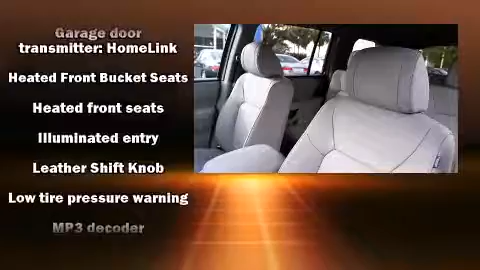 Garage door
transmitter: HomeLink
Heated Front Bucket Seats
Heated front seats
Illuminated entry
Leather Shift Knob
Low tire pressure warning
MP3 decoder